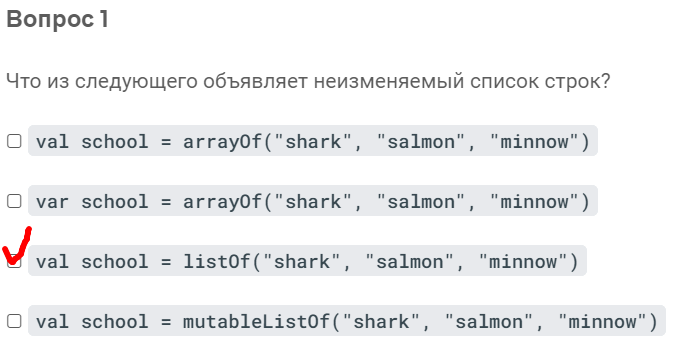 Вопрос 1
Что из следующего объявляет неизменяемый список строк?
val school = arrayOf("shark", "salmon", "minnow")
var school = arrayOf("shark", "salmon", "minnow")
val school = listOf("shark", "salmon", "minnow")
val school = mutableListOf("shark", "salmon", "minnow")